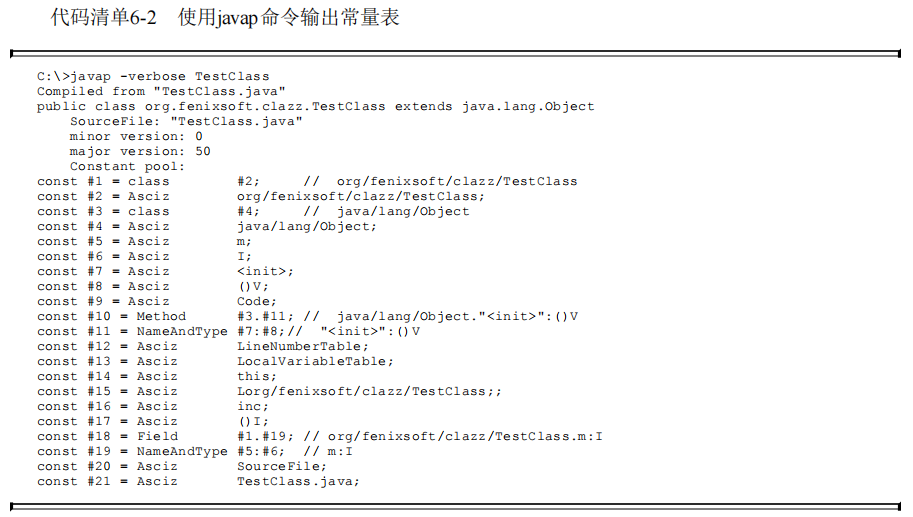 代码清单6-2 使用javap命令输出常量表
C:\>javap -verbose TestClass
Compiled from "TestClass.java"
public class org.fenixsoft.clazz.TestClass extends java.lang.Object
    SourceFile: "TestClass.java"
    minor version: 0
    major version: 50
    Constant pool:
const #1 = class        #2;     //  org/fenixsoft/clazz/TestClass
const #2 = Asciz        org/fenixsoft/clazz/TestClass;
const #3 = class        #4;     //  java/lang/Object
const #4 = Asciz        java/lang/Object;
const #5 = Asciz        m;
const #6 = Asciz        I;
const #7 = Asciz        <init>;
const #8 = Asciz        ()V;
const #9 = Asciz        Code;
const #10 = Method      #3.#11; //  java/lang/Object."<init>":()V
const #11 = NameAndType #7:#8;//  "<init>":()V
const #12 = Asciz       LineNumberTable;
const #13 = Asciz       LocalVariableTable;
const #14 = Asciz       this;
const #15 = Asciz       Lorg/fenixsoft/clazz/TestClass;;
const #16 = Asciz       inc;
const #17 = Asciz       ()I;
const #18 = Field       #1.#19; // org/fenixsoft/clazz/TestClass.m:I
const #19 = NameAndType #5:#6;  // m:I
const #20 = Asciz       SourceFile;
const #21 = Asciz       TestClass.java;